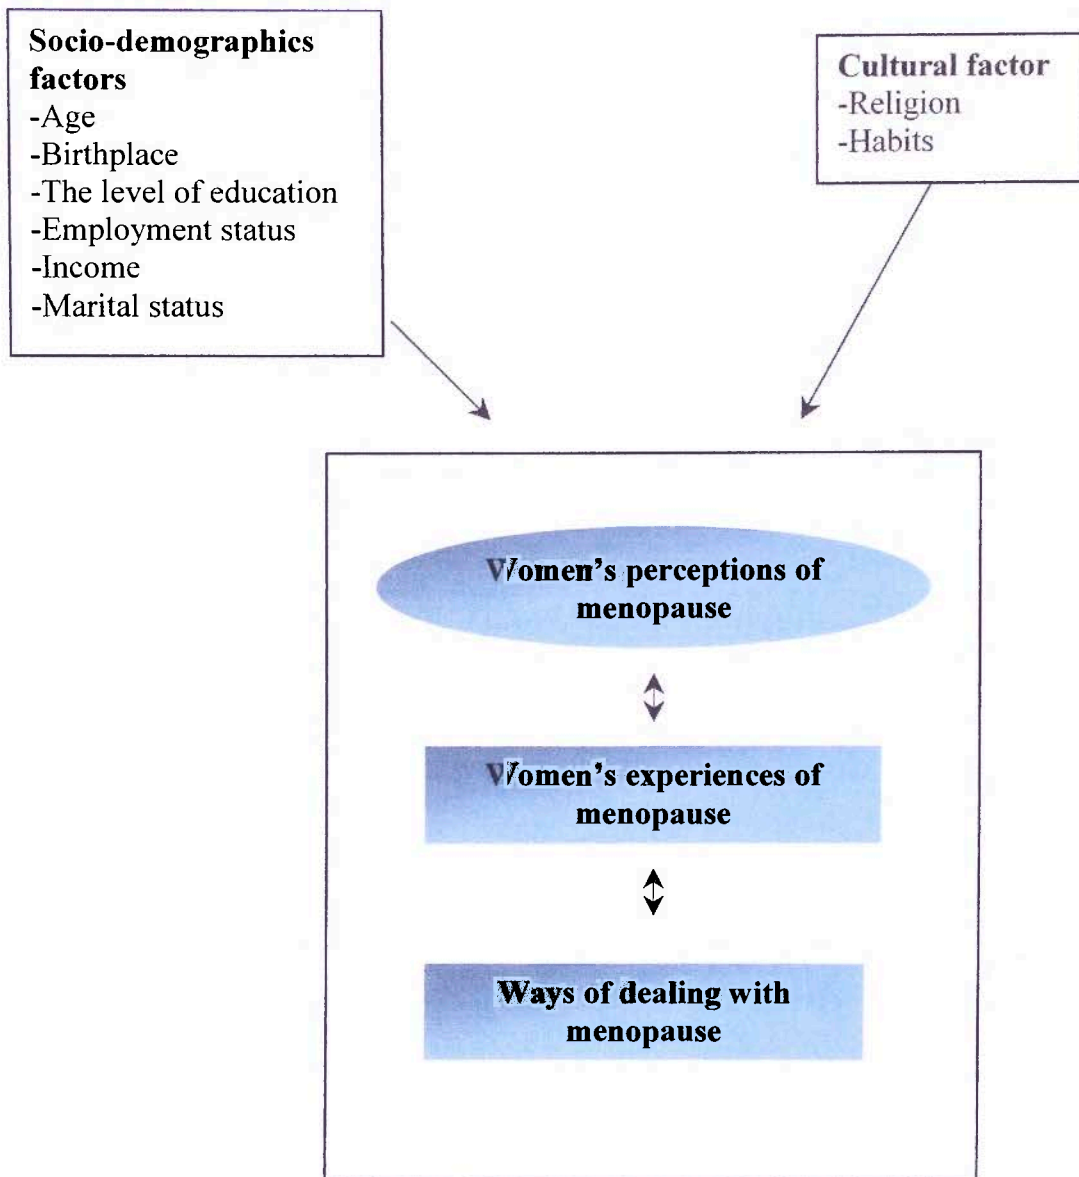 Socio-demographics
factors
-Age
-Birthplace
-The level of education
-Employment status
-Income
-Marital status
Cultural factor
-Religion
-Habits
Women's perceptions of
menopause
Women's experiences of
menopause
Ways of dealing with
menopause